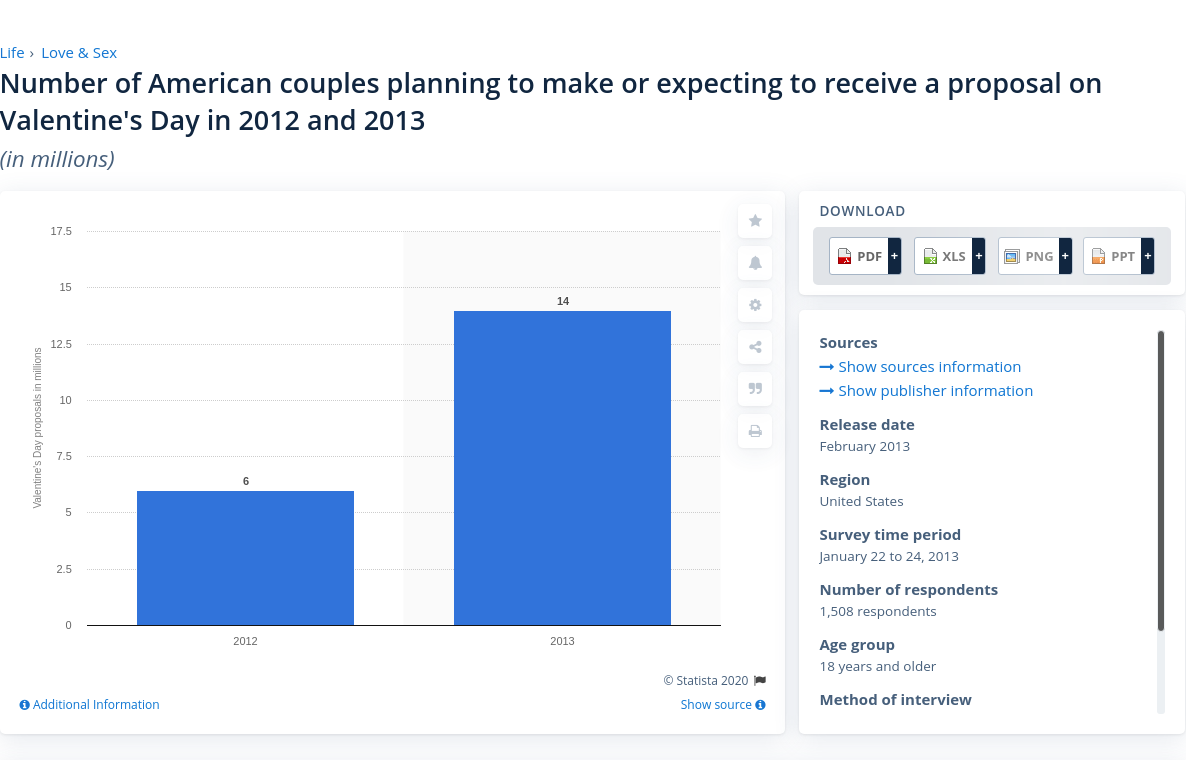 Life › Love & Sex
Number of American couples planning to make or expecting to receive a proposal on
Valentine's Day in 2012 and 2013
(in millions)
17.5
15
12.5
10
7.5
5
2.5
0
Valentine's Day proposals in millions
6
14
2012
2013
© Statista 2020
Additional Information
Show source
DOWNLOAD
PDF +
XLS +
PNG +
PPT +
Sources
Show sources information
Show publisher information
Release date
February 2013
Region
United States
Survey time period
January 22 to 24, 2013
Number of respondents
1,508 respondents
Age group
18 years and older
Method of interview